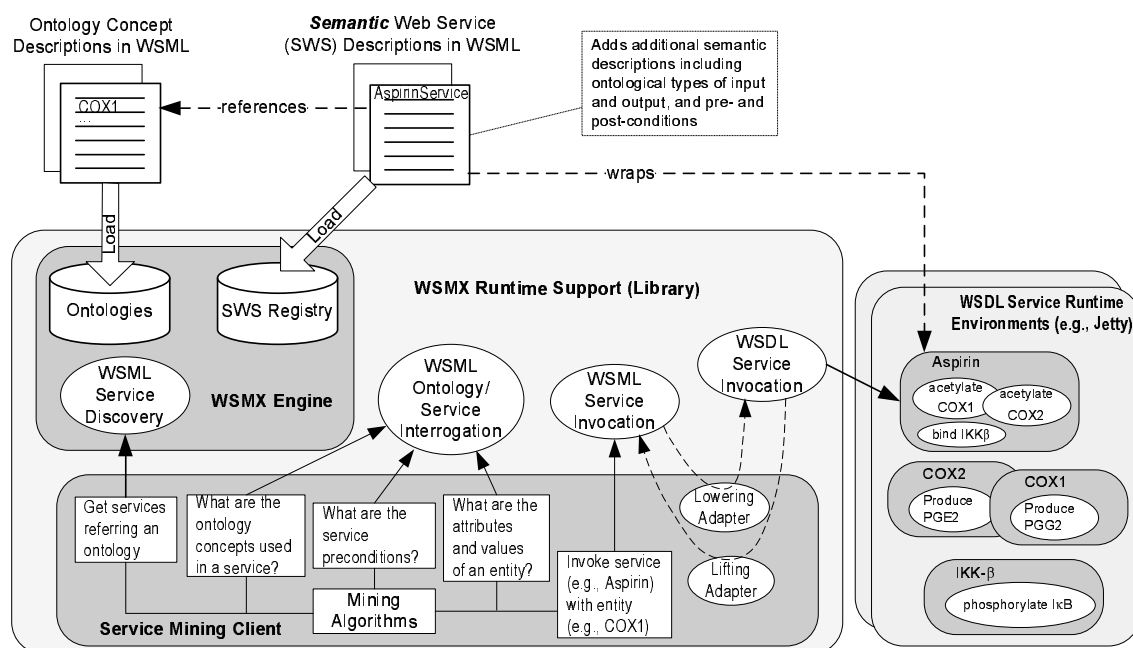 Ontology Concept
Descriptions in WSML
Semantic Web Service
(SWS) Descriptions in WSML
Adds additional semantic
descriptions including
ontological types of input
and output, and pre- and
post-conditions
COX1
...
references
AspirinService
wraps
Load
Load
Ontologies
SWS Registry
WSMX Runtime Support (Library)
WSML
Service
Discovery
WSMX Engine
WSML
Ontology/
Service
Interrogation
WSML
Service
Invocation
WSDL
Service
Invocation
WSDL Service Runtime
Environments (e.g., Jetty)
Aspirin
acetylate
COX1
acetylate
COX2
bind IKKβ
COX2
Produce
PGE2
COX1
Produce
PGG2
IKK-β
phosphorylate IκB
Get services
referring an
ontology
What are the
ontology
concepts used
in a service?
What are the
service
preconditions?
What are the
attributes
and values
of an entity?
Invoke service
(e.g., Aspirin)
with entity
(e.g., COX1)
Lowering
Adapter
Lifting
Adapter
Mining
Algorithms
Service Mining Client